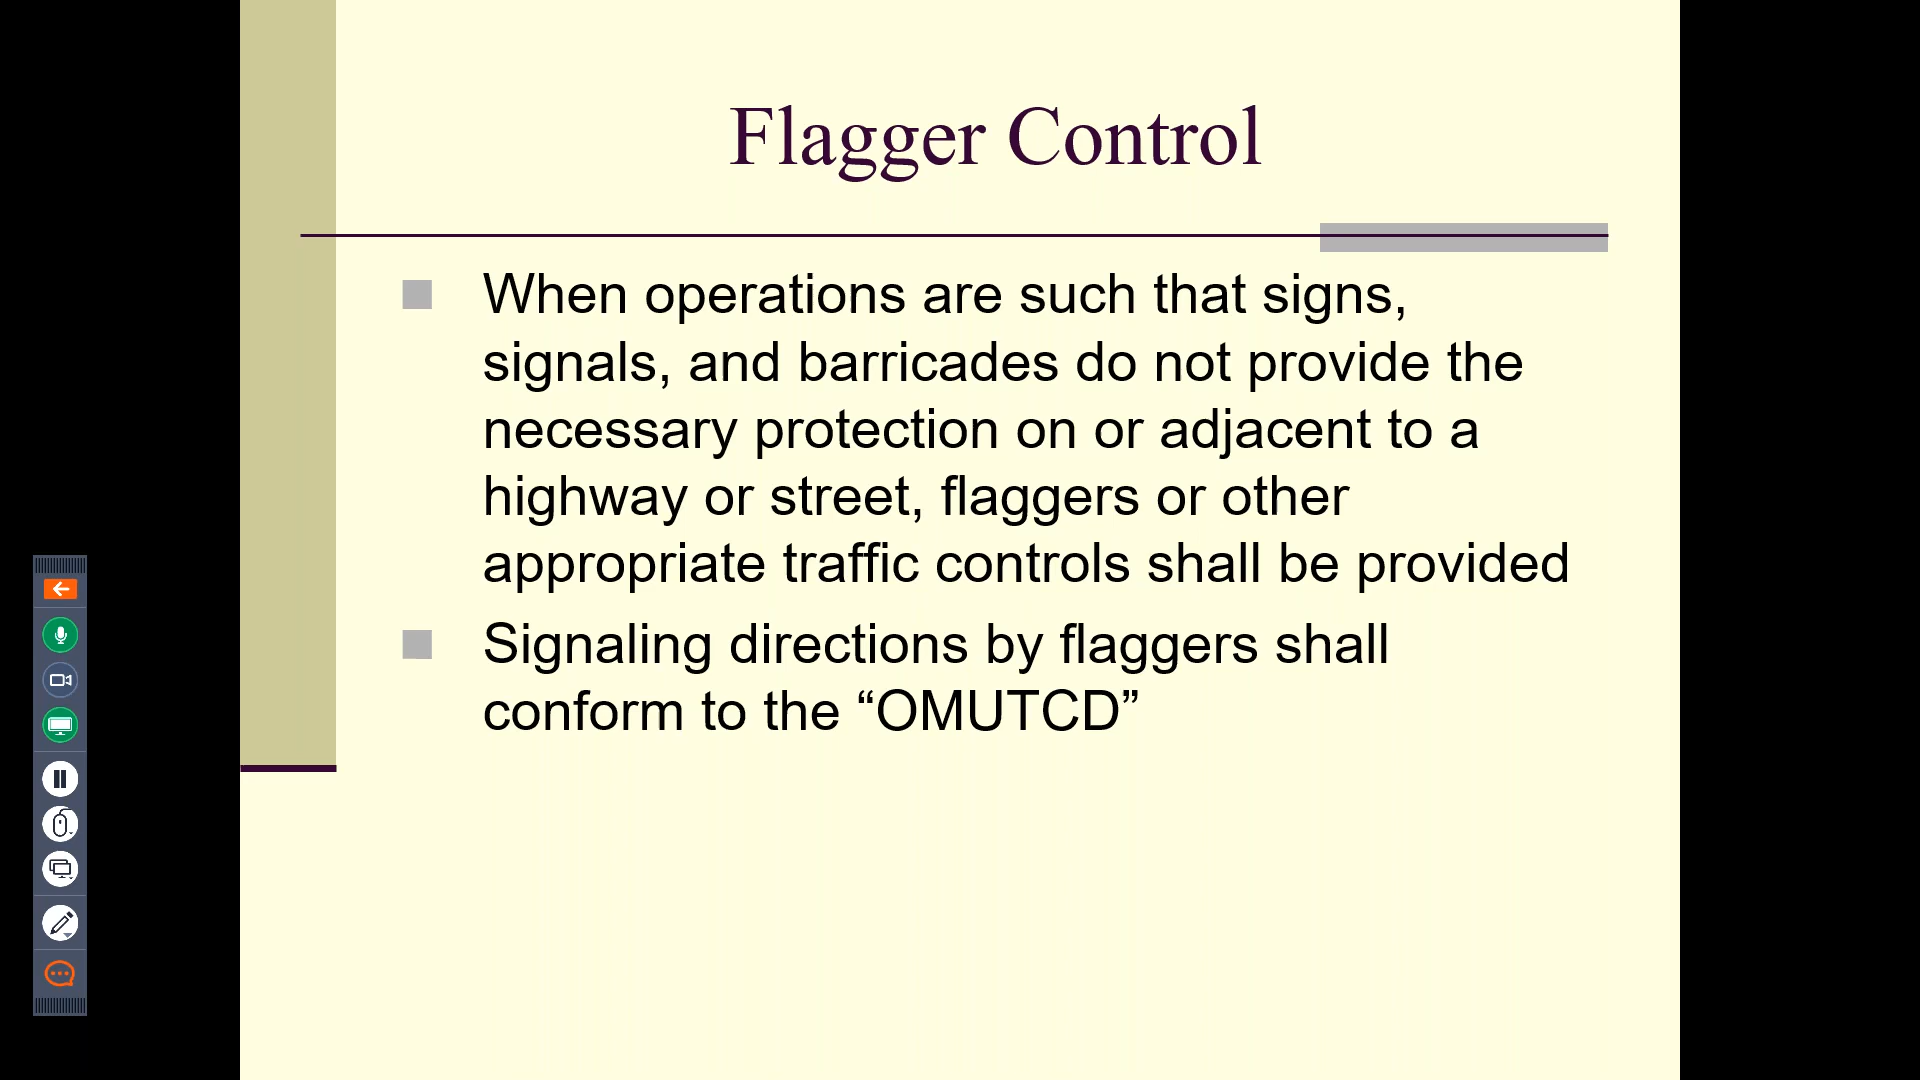 Flagger Control
When operations are such that signs,
signals, and barricades do not provide the
necessary protection on or adjacent to a
highway or street, flaggers or other
appropriate traffic controls shall be provided
Signaling directions by flaggers shall
conform to the “OMUTCD”